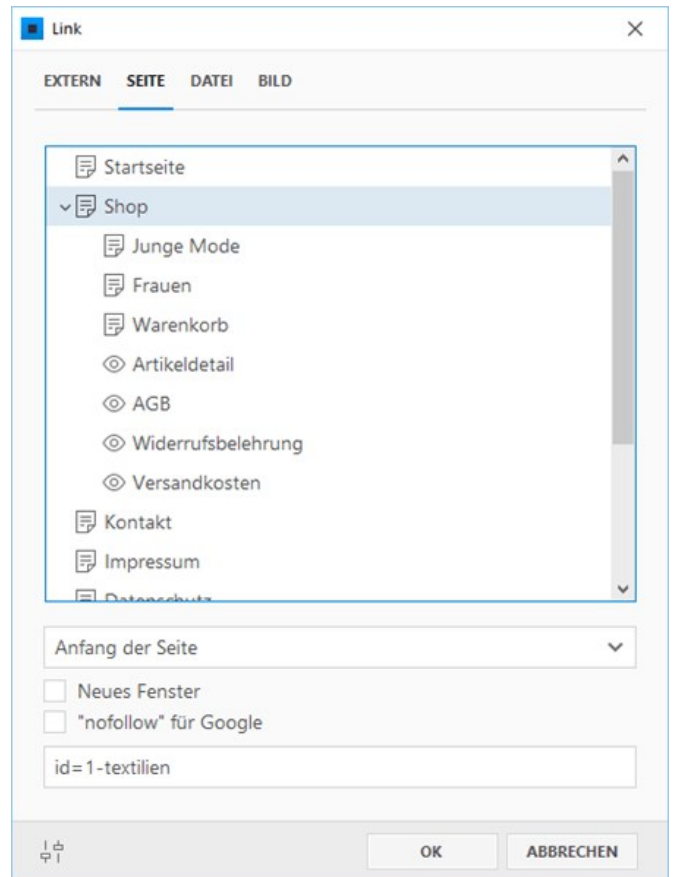 Link
EXTERN SEITE DATEI BILD
Startseite
Shop
Junge Mode
Frauen
Warenkorb
Artikeldetail
AGB
Widerrufsbelehrung
Versandkosten
Kontakt
Impressum
Datenschutz
Anfang der Seite
Neues Fenster
"nofollow" für Google
id=1-textilien
OK ABBRECHEN